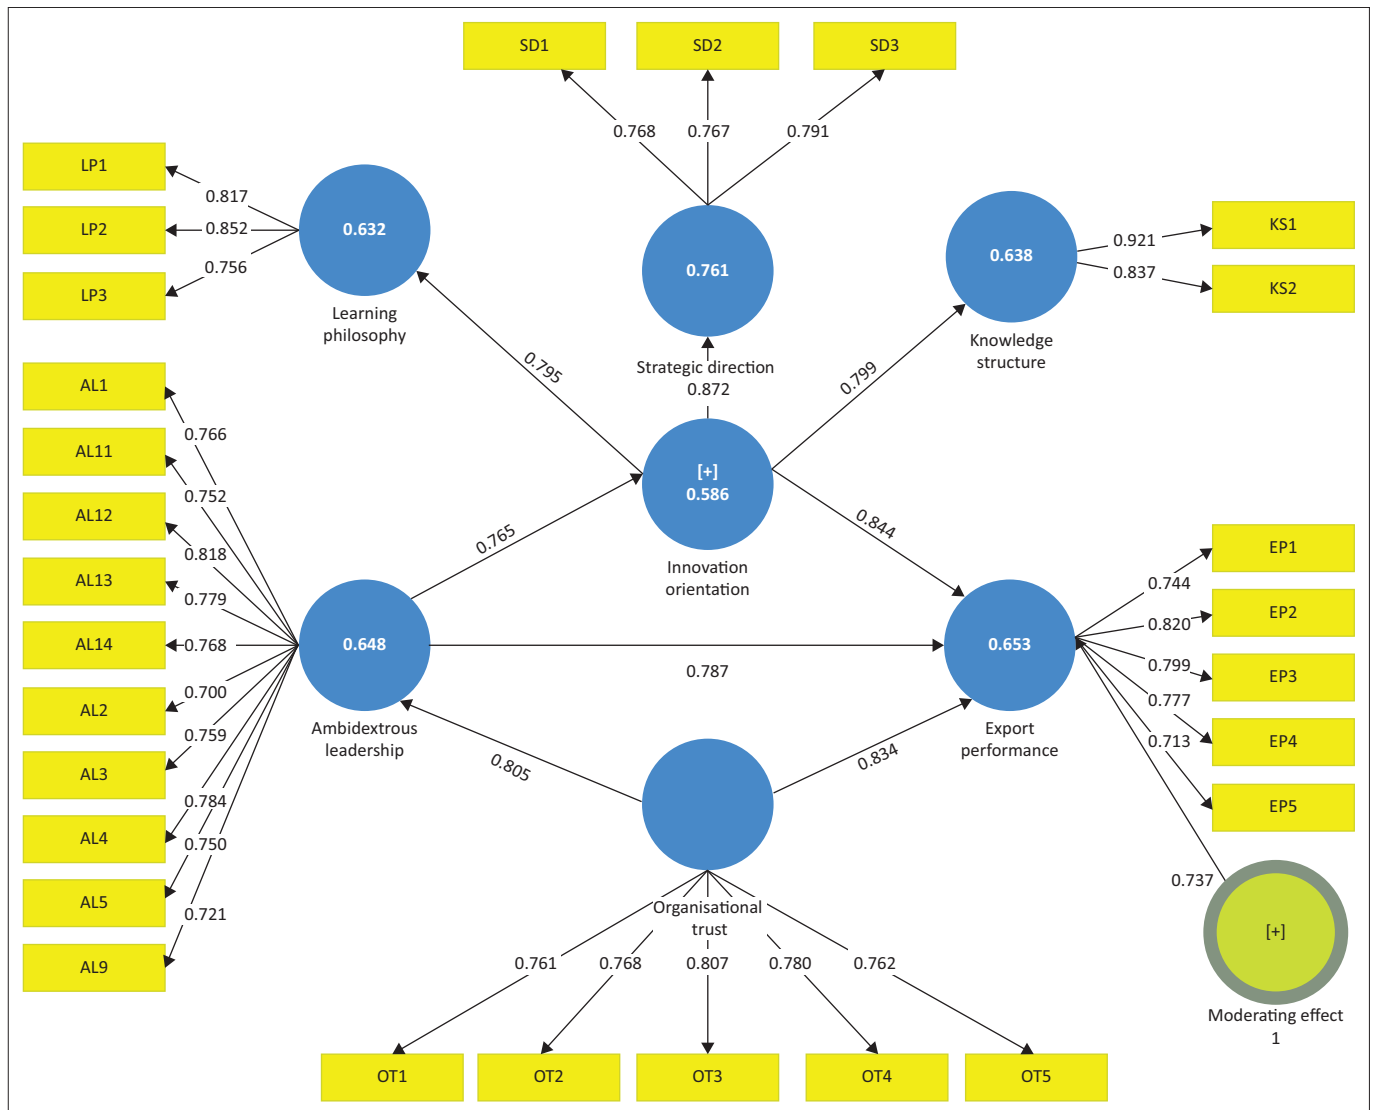 SD1
SD2
SD3
0.768
0.767
0.791
LP1
LP2
LP3
0.817
0.852
0.756
0.632
Learning
philosophy
0.761
Strategic direction
0.872
0.638
Knowledge
structure
0.921
0.837
KS1
KS2
0.795
0.799
[+]
0.586
Innovation
orientation
0.765
0.844
AL1
AL11
AL12
AL13
AL14
AL2
AL3
AL4
AL5
AL9
0.766
0.752
0.818
0.779
0.768
0.700
0.759
0.784
0.750
0.721
0.648
Ambidextrous
leadership
0.787
0.653
Export
performance
0.744
0.820
0.799
0.777
0.713
EP1
EP2
EP3
EP4
EP5
0.805
0.834
Organisational
trust
0.761
0.768
0.807
0.780
0.762
OT1
OT2
OT3
OT4
OT5
0.737
[+]
Moderating effect
1